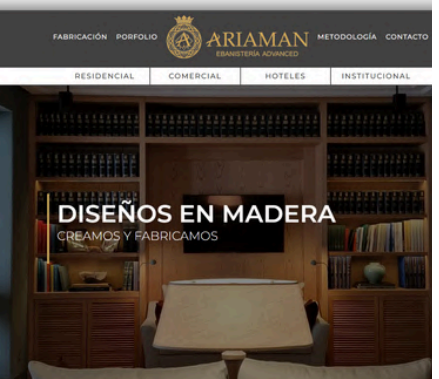 FABRICACIÓN PORFOLIO
ARIAMAN
EBANISTERÍA ADVANCED
METODOLOGÍA CONTACTO
RESIDENCIAL COMERCIAL HOTELES INSTITUCIONAL
DISEÑOS EN MADERA
CREAMOS Y FABRICAMOS